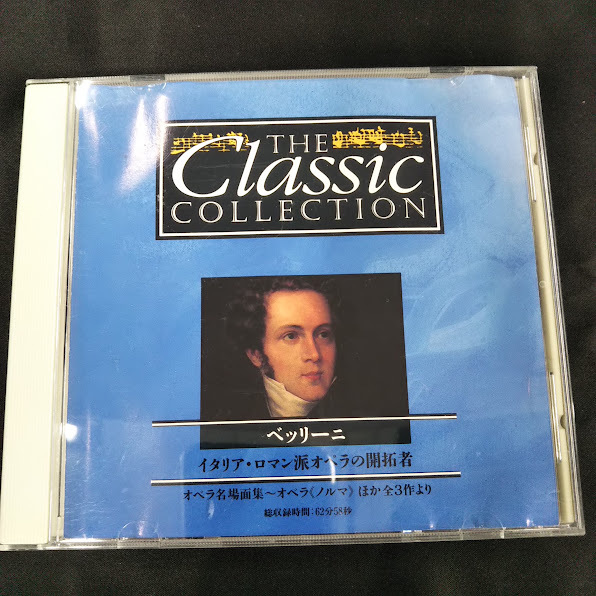 THE
Classic
COLLECTION
ベッリーニ
イタリア・ロマン派オペラの開拓者
オペラ名場面集～オペラ《ノルマ》ほか全3作より
総収録時間：62分58秒